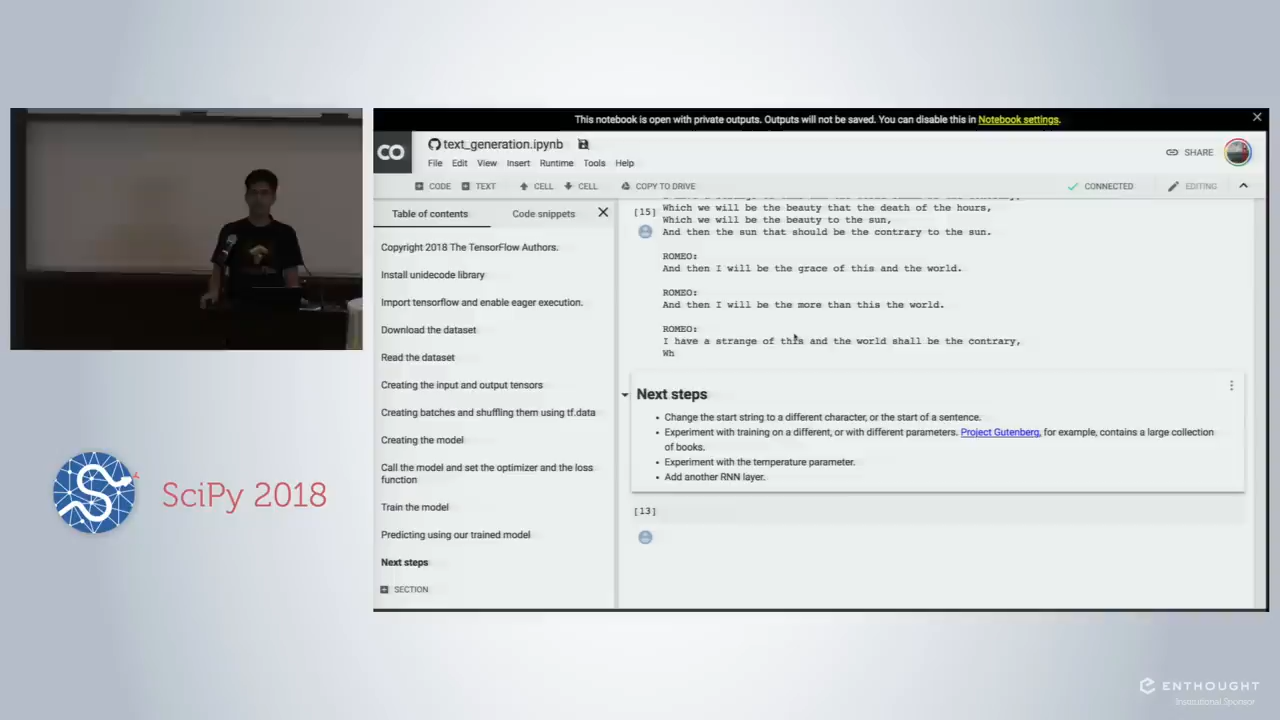 This notebook is open with private outputs. Outputs will not be saved. You can disable this in Notebook settings.
CO
text_generation.ipynb
File Edit View Insert Runtime Tools Help
SHARE
CODE TEXT CELL CELL COPY TO DRIVE
CONNECTED
EDITING
Table of contents
Code snippets
Copyright 2018 The TensorFlow Authors.
Install unidecode library
Import tensorflow and enable eager execution.
Download the dataset
Read the dataset
Creating the input and output tensors
Creating batches and shuffling them using tf.data
Creating the model
Call the model and set the optimizer and the loss
function
Train the model
Predicting using our trained model
Next steps
SECTION
[15]
Which we will be the beauty that the death of the hours,
Which we will be the beauty to the sun,
And then the sun that should be the contrary to the sun.
ROMEO:
And then I will be the grace of this and the world.
ROMEO:
And then I will be the more than this the world.
ROMEO:
I have a strange of this and the world shall be the contrary,
Wh
Next steps
• Change the start string to a different character, or the start of a sentence.
• Experiment with training on a different, or with different parameters. Project Gutenberg, for example, contains a large collection
of books.
• Experiment with the temperature parameter.
• Add another RNN layer.
[13]
SciPy 2018
ENTHOUGHT
Institutional Sponsor